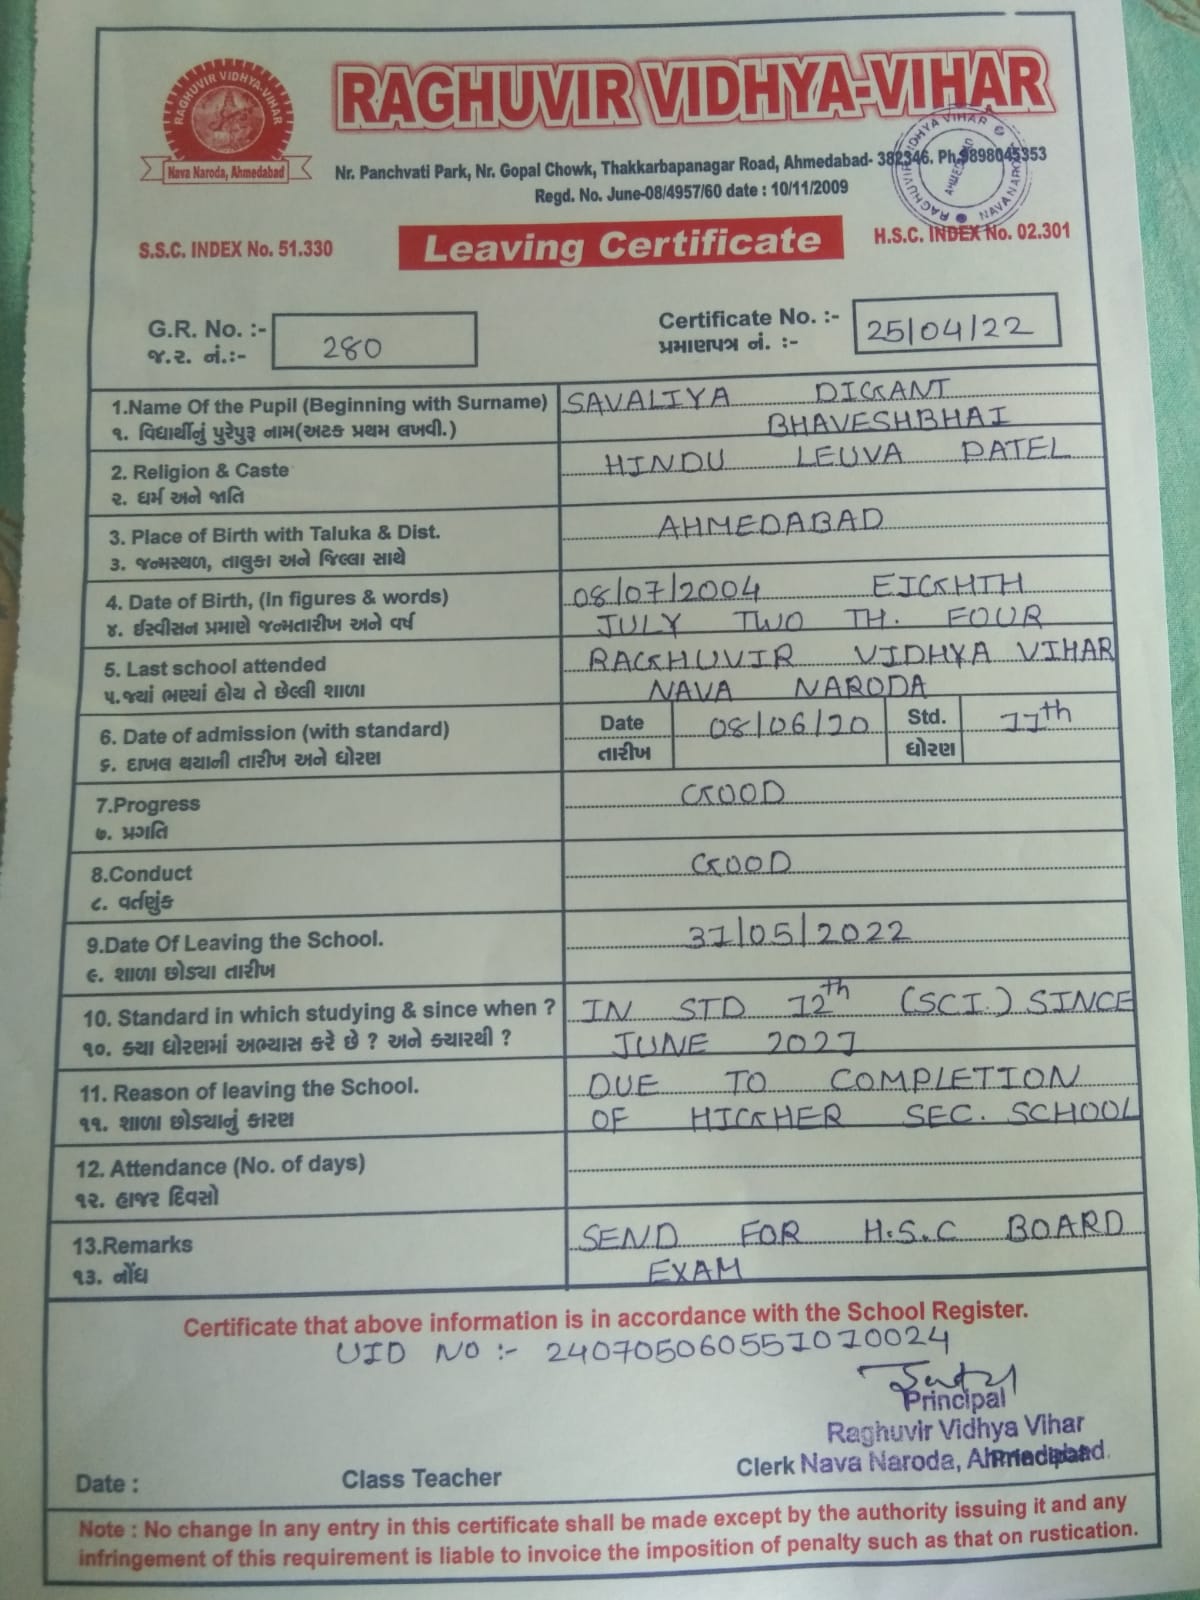 RAGHUVIR VIDHYA-VIHAR
Nava Naroda, Ahmedabad
RAGHUVIR VIDHYA-VIHAR
Nr. Panchvati Park, Nr. Gopal Chowk, Thakkarbapanagar Road, Ahmedabad- 382346. Ph.9898045353
Regd. No. June-08/4957/60 date : 10/11/2009
RAGHUVIR VIDHYA VIHAR NAVA NARODA AHMEDABAD
S.S.C. INDEX No. 51.330
Leaving Certificate
H.S.C. INDEX No. 02.301
G.R. No. :- 280
જ.ર. નં.:-
Certificate No. :- 25/04/22
પ્રમાણપત્ર નં. :-
1.Name Of the Pupil (Beginning with Surname) SAVALIYA DIGANT
૧. વિદ્યાર્થીનું પુરેપુરૂ નામ(અટક પ્રથમ લખવી.) BHAVESHBHAI
2. Religion & Caste HINDU LEUVA PATEL
૨. ધર્મ અને જાતિ
3. Place of Birth with Taluka & Dist. AHMEDABAD
૩. જન્મસ્થળ, તાલુકા અને જિલ્લા સાથે
4. Date of Birth, (In figures & words) 08/07/2004 EIGHTH
૪. ઈસ્વીસન પ્રમાણે જન્મતારીખ અને વર્ષ JULY TWO TH. FOUR
5. Last school attended RAGHUVIR VIDHYA VIHAR
૫.જ્યાં ભણ્યાં હોય તે છેલ્લી શાળા NAVA NARODA
6. Date of admission (with standard) Date 08/06/20 Std. 11th
૬. દાખલ થયાની તારીખ અને ધોરણ તારીખ ધોરણ
7.Progress GOOD
૭. પ્રગતિ
8.Conduct GOOD
૮. વર્તણુંક
9.Date Of Leaving the School. 31/05/2022
૯. શાળા છોડ્યા તારીખ
10. Standard in which studying & since when ? IN STD 12th (SCI.) SINCE
૧૦. ક્યા ધોરણમાં અભ્યાસ કરે છે ? અને ક્યારથી ? JUNE 2021
11. Reason of leaving the School. DUE TO COMPLETION
૧૧. શાળા છોડ્યાનું કારણ OF HIGHER SEC. SCHOOL
12. Attendance (No. of days)
૧૨. હાજર દિવસો
13.Remarks SEND FOR H.S.C BOARD
૧૩. નોંધ EXAM
Certificate that above information is in accordance with the School Register.
UID NO :- 240705060551010024
Principal
Raghuvir Vidhya Vihar
Nava Naroda, Ahmedabad.
Date : Class Teacher Clerk Principal
Note : No change In any entry in this certificate shall be made except by the authority issuing it and any
infringement of this requirement is liable to invoice the imposition of penalty such as that on rustication.